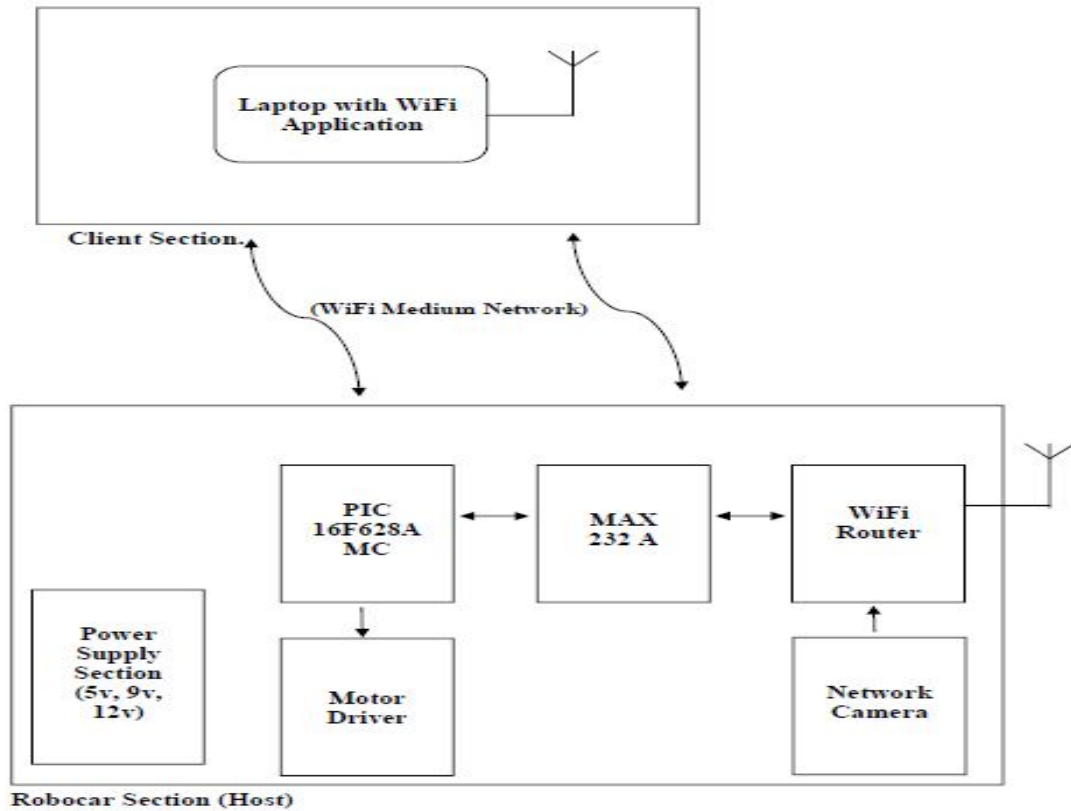 Laptop with WiFi
Application
Client Section.
(WiFi Medium Network)
PIC
16F628A
MC
MAX
232 A
WiFi
Router
Power
Supply
Section
(5v, 9v,
12v)
Motor
Driver
Network
Camera
Robocar Section (Host)